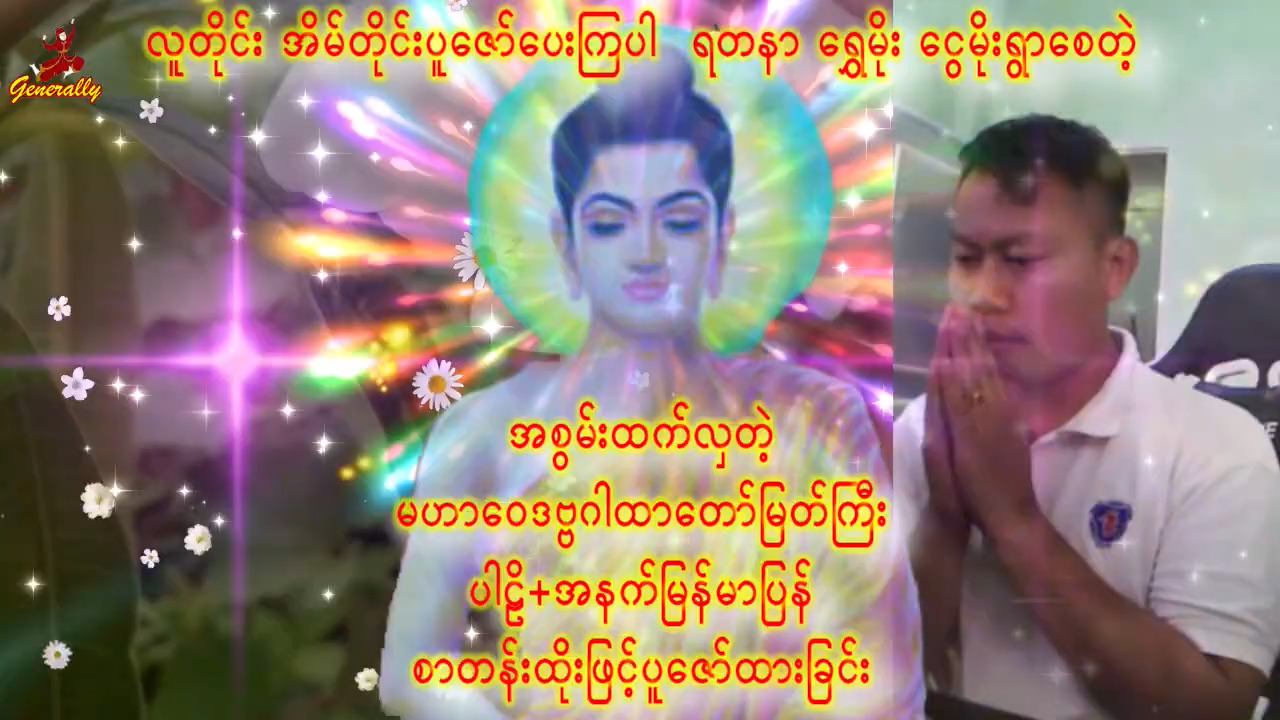 လူတိုင်း အိမ်တိုင်းပူဇော်ပေးကြပါ ရတနာ ရွှေမိုး ငွေမိုးရွာစေတဲ့
Generally
အစွမ်းထက်လှတဲ့
မဟာဝေဒဗ္ဗဂါထာတော်မြတ်ကြီး
ပါဠိ+အနက်မြန်မာပြန်
စာတန်းထိုးဖြင့်ပူဇော်ထားခြင်း